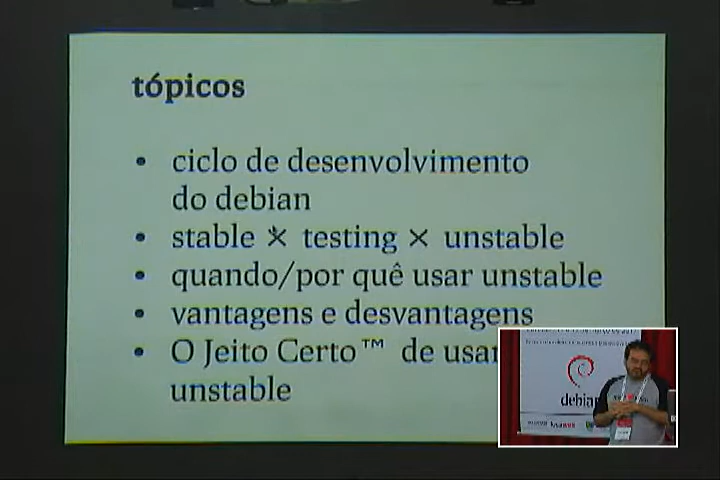 tópicos
• ciclo de desenvolvimento
do debian
• stable × testing × unstable
• quando/por quê usar unstable
• vantagens e desvantagens
• O Jeito Certo™ de usar
unstable
debian